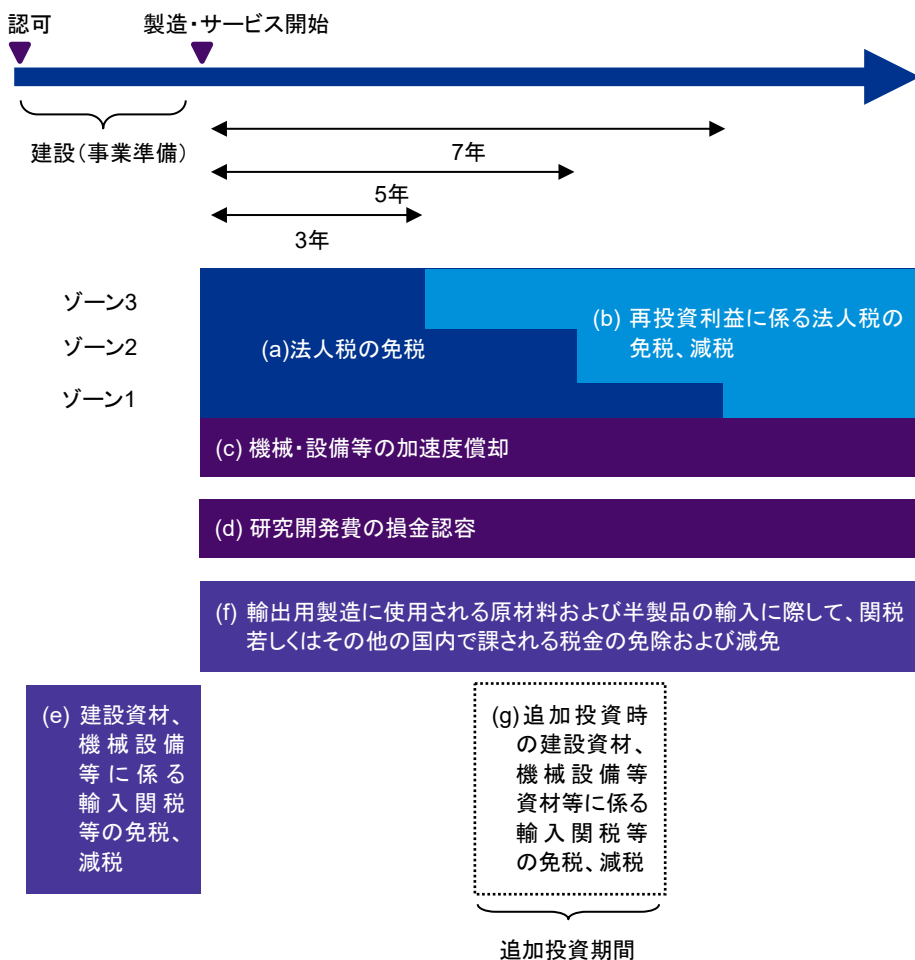 認可
製造・サービス開始
建設(事業準備)
7年
5年
3年
ゾーン3
ゾーン2
ゾーン1
(a)法人税の免税
(b) 再投資利益に係る法人税の
免税、減税
(c) 機械・設備等の加速度償却
(d) 研究開発費の損金認容
(f) 輸出用製造に使用される原材料および半製品の輸入に際して、関税
若しくはその他の国内で課される税金の免除および減免
(e) 建設資材、
機械設備
等に係る
輸入関税
等の免税、
減税
(g)追加投資時
の建設資材、
機械設備等
資材等に係る
輸入関税等
の免税、減税
追加投資期間